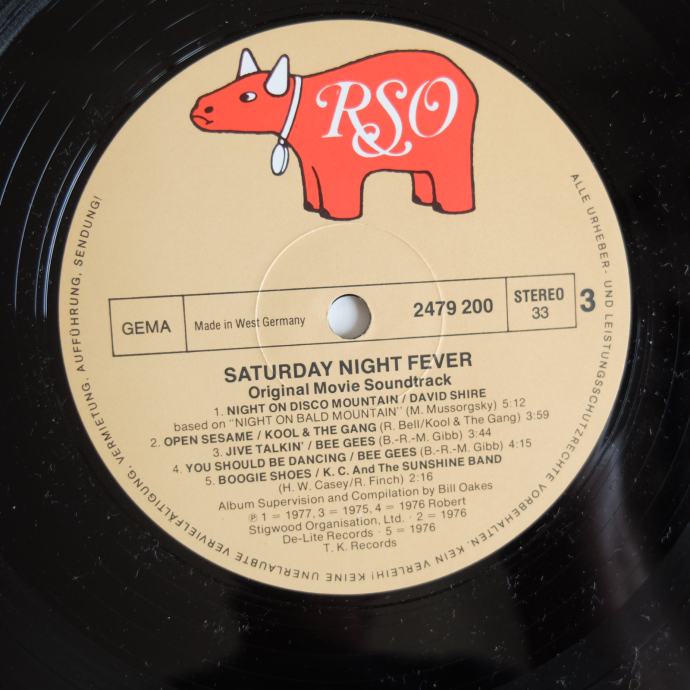 RSO
GEMA
Made in West Germany
2479 200
STEREO
33
3
SATURDAY NIGHT FEVER
Original Movie Soundtrack
1. NIGHT ON DISCO MOUNTAIN / DAVID SHIRE
based on "NIGHT ON BALD MOUNTAIN" (M. Mussorgsky) 5:12
2. OPEN SESAME / KOOL & THE GANG (R. Bell/Kool & The Gang) 3:59
3. JIVE TALKIN' / BEE GEES (B.-R.-M. Gibb) 3:44
4. YOU SHOULD BE DANCING / BEE GEES (B.-R.-M. Gibb) 4:15
5. BOOGIE SHOES / K. C. And The SUNSHINE BAND
(H. W. Casey/R. Finch) 2:16
Album Supervision and Compilation by Bill Oakes
℗ 1 = 1977, 3 = 1975, 4 = 1976 Robert
Stigwood Organisation, Ltd. · 2 = 1976
De-Lite Records · 5 = 1976
T. K. Records
ALLE URHEBER- UND LEISTUNGSSCHUTZRECHTE VORBEHALTEN. KEIN VERLEIH! KEINE UNERLAUBTE VERVIELFÄLTIGUNG, VERMIETUNG, AUFFÜHRUNG, SENDUNG!